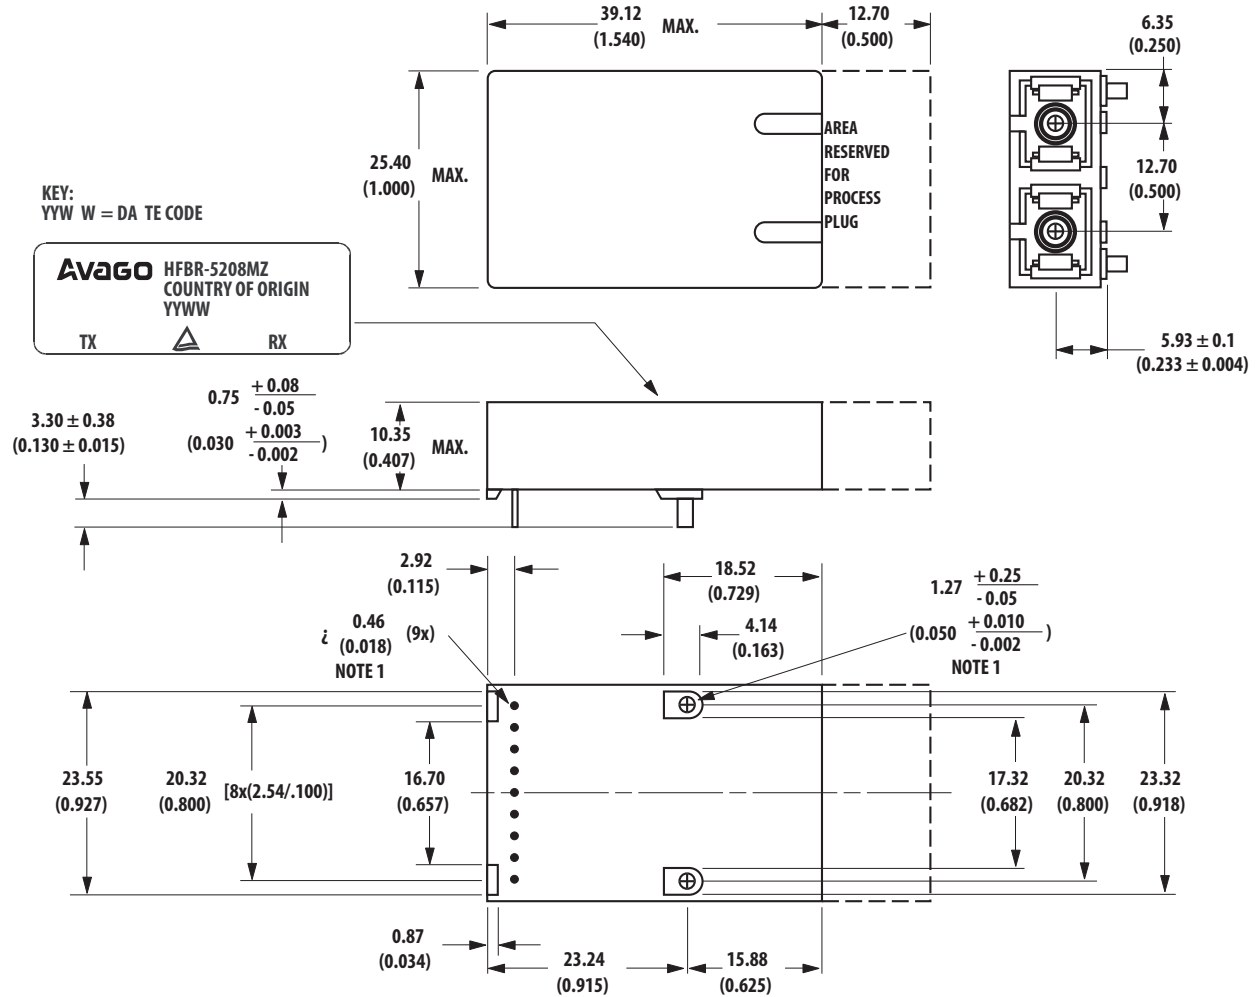 39.12
(1.540)
MAX.
12.70
(0.500)
6.35
(0.250)
25.40
(1.000)
MAX.
AREA
RESERVED
FOR
PROCESS
PLUG
12.70
(0.500)
KEY:
YYW W = DA TE CODE
AVAGO
HFBR-5208MZ
COUNTRY OF ORIGIN
YYWW
TX
RX
5.93 ± 0.1
(0.233 ± 0.004)
3.30 ± 0.38
(0.130 ± 0.015)
0.75 + 0.08
- 0.05
(0.030 + 0.003
- 0.002 )
10.35
(0.407)
MAX.
2.92
(0.115)
18.52
(0.729)
1.27 + 0.25
- 0.05
(0.050 + 0.010
- 0.002 )
NOTE 1
¿ 0.46
(0.018)
(9x)
NOTE 1
4.14
(0.163)
23.55
(0.927)
20.32
(0.800)
[8x(2.54/.100)]
16.70
(0.657)
17.32
(0.682)
20.32
(0.800)
23.32
(0.918)
0.87
(0.034)
23.24
(0.915)
15.88
(0.625)